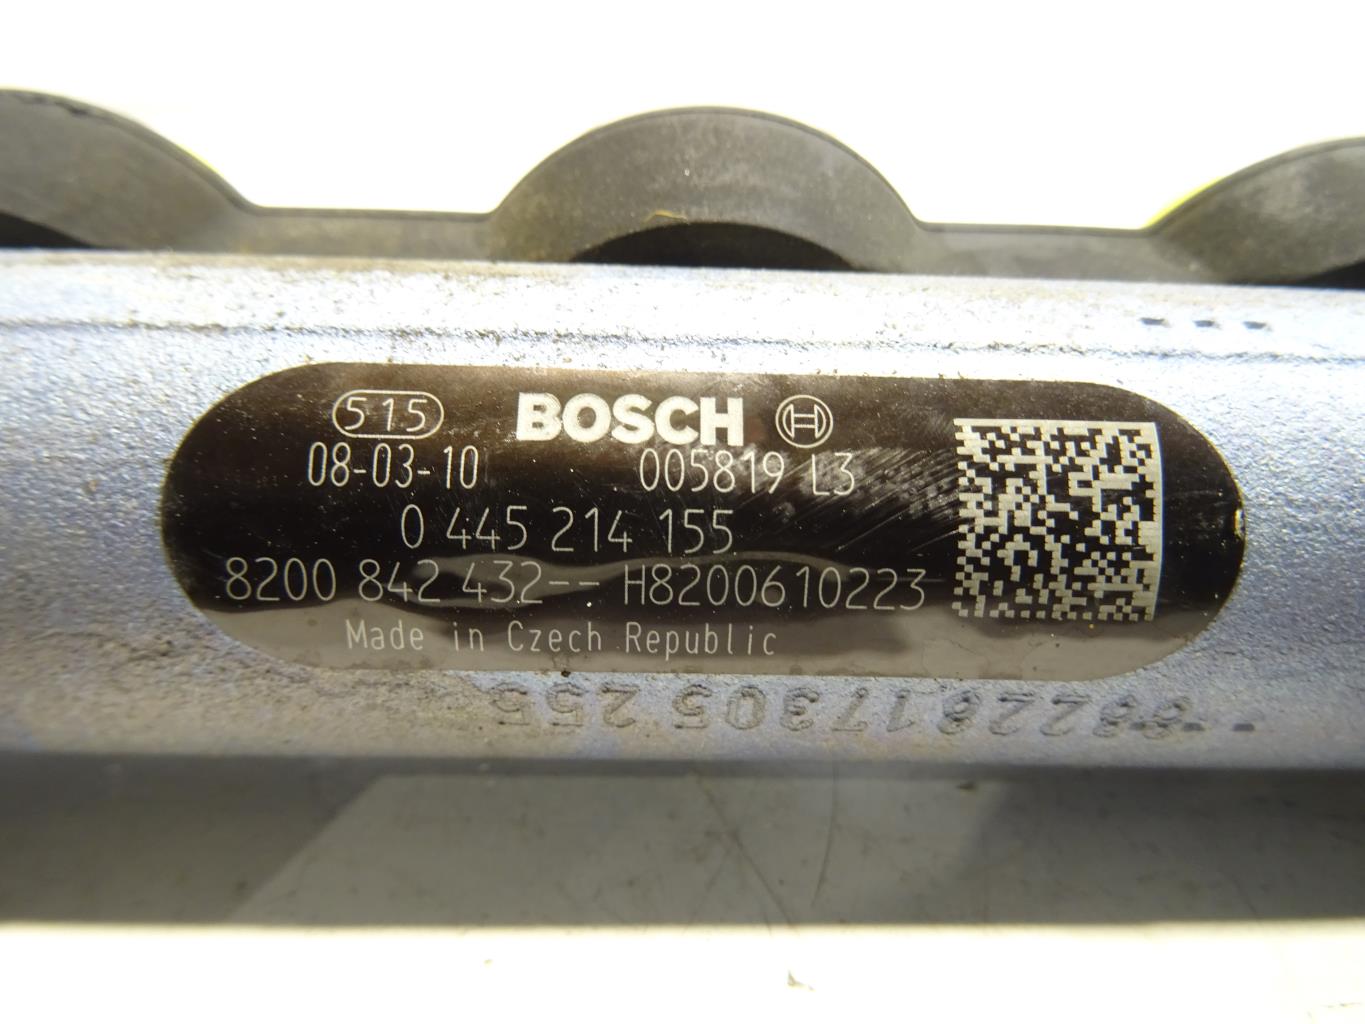 515 BOSCH
08-03-10 005819 L3
0 445 214 155
8200 842 432-- H8200610223
Made in Czech Republic